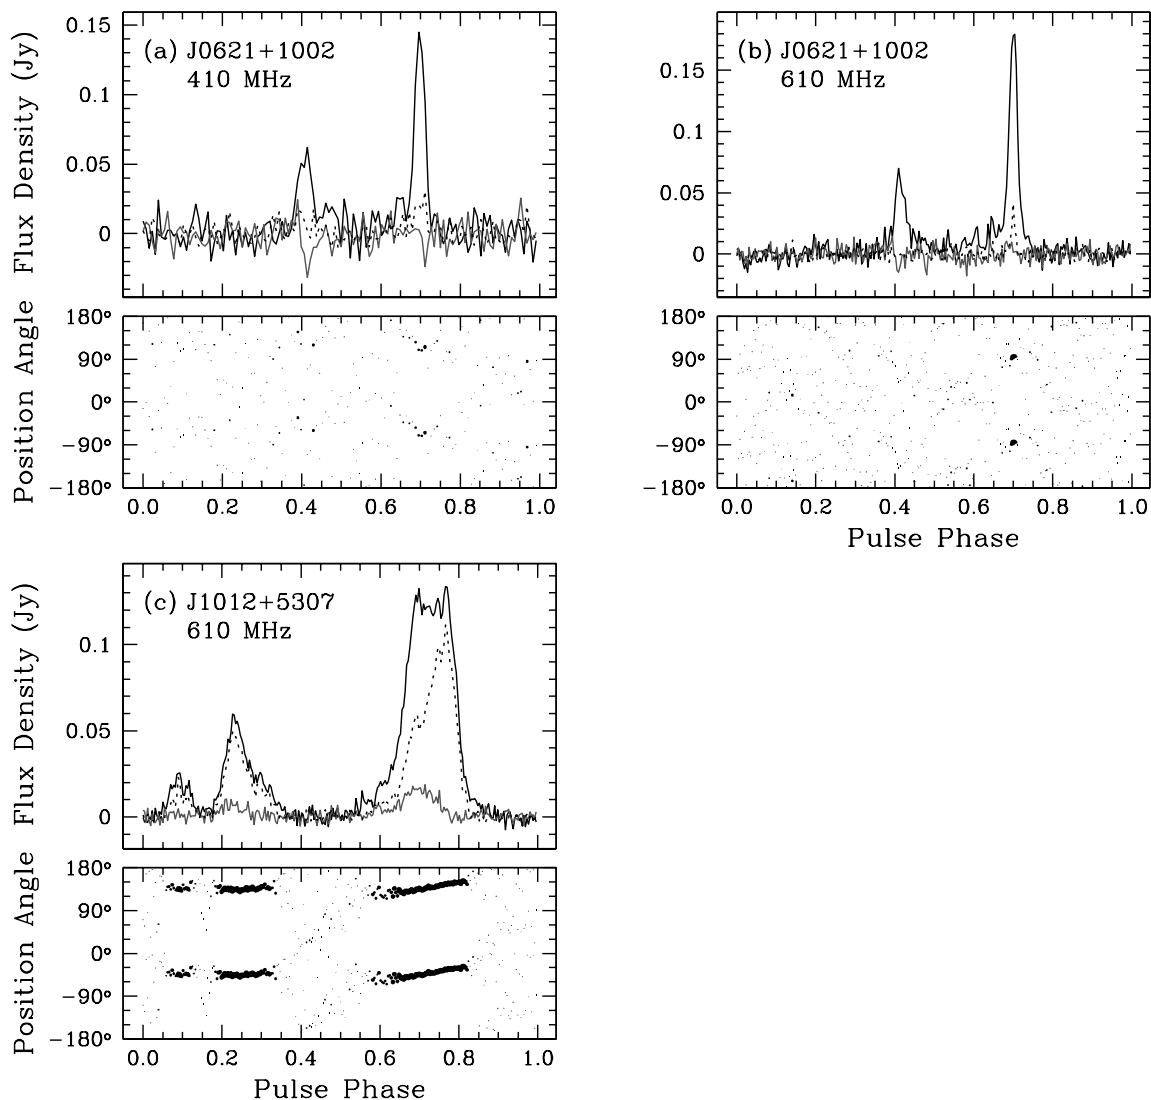 (a) J0621+1002
410 MHz
Flux Density (Jy)
0.15
0.1
0.05
0
Position Angle
180°
90°
0°
−90°
−180°
0.0 0.2 0.4 0.6 0.8 1.0
(b) J0621+1002
610 MHz
0.15
0.1
0.05
0
180°
90°
0°
−90°
−180°
0.0 0.2 0.4 0.6 0.8 1.0
Pulse Phase
(c) J1012+5307
610 MHz
Flux Density (Jy)
0.1
0.05
0
Position Angle
180°
90°
0°
−90°
−180°
0.0 0.2 0.4 0.6 0.8 1.0
Pulse Phase